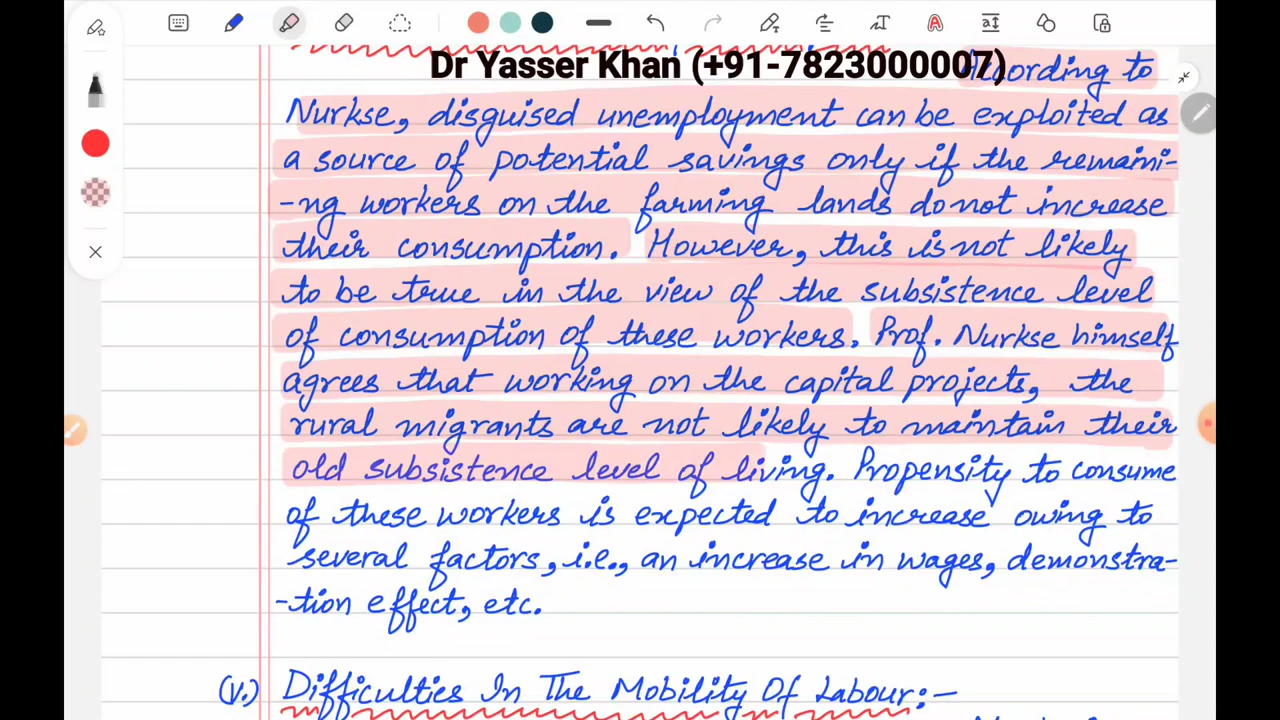 Dr Yasser Khan (+91-7823000007)
According to
Nurkse, disguised unemployment can be exploited as
a source of potential savings only if the remaini-
-ng workers on the farming lands do not increase
their consumption. However, this is not likely
to be true in the view of the subsistence level
of consumption of these workers. Prof. Nurkse himself
agrees that working on the capital projects, the
rural migrants are not likely to maintain their
old subsistence level of living. Propensity to consume
of these workers is expected to increase owing to
several factors, i.e., an increase in wages, demonstra-
-tion effect, etc.
(V.) Difficulties In The Mobility Of Labour:-